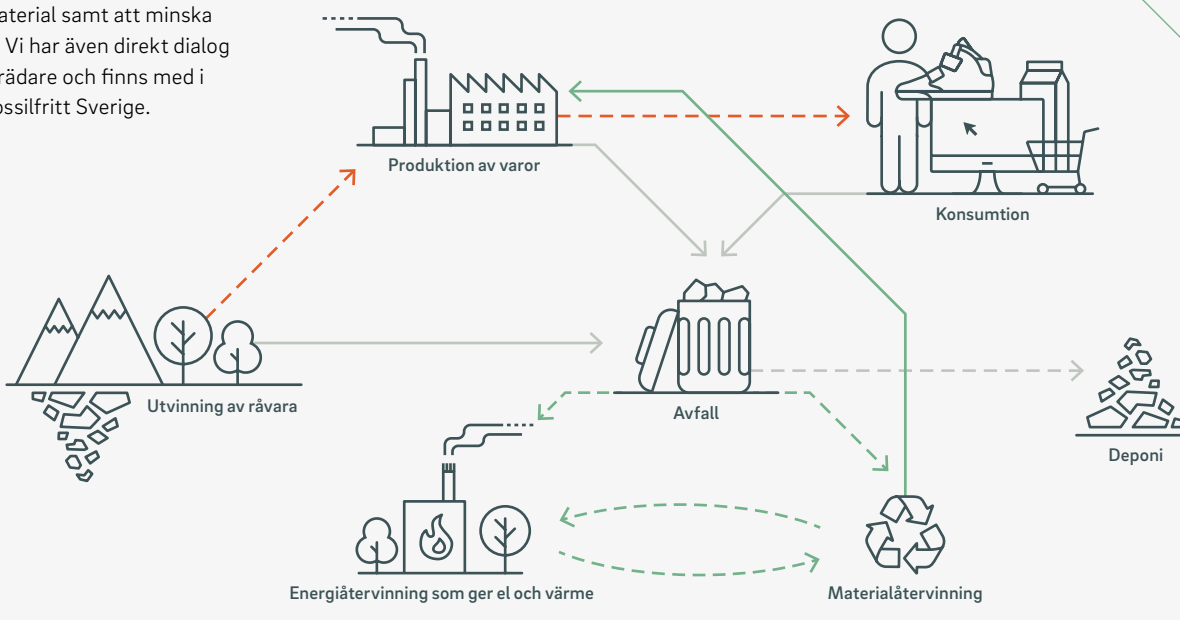 aterial samt att minska
Vi har även direkt dialog
rädare och finns med i
ossilfritt Sverige.
Produktion av varor
Konsumtion
Utvinning av råvara
Avfall
Deponi
Energiåtervinning som ger el och värme
Materialåtervinning